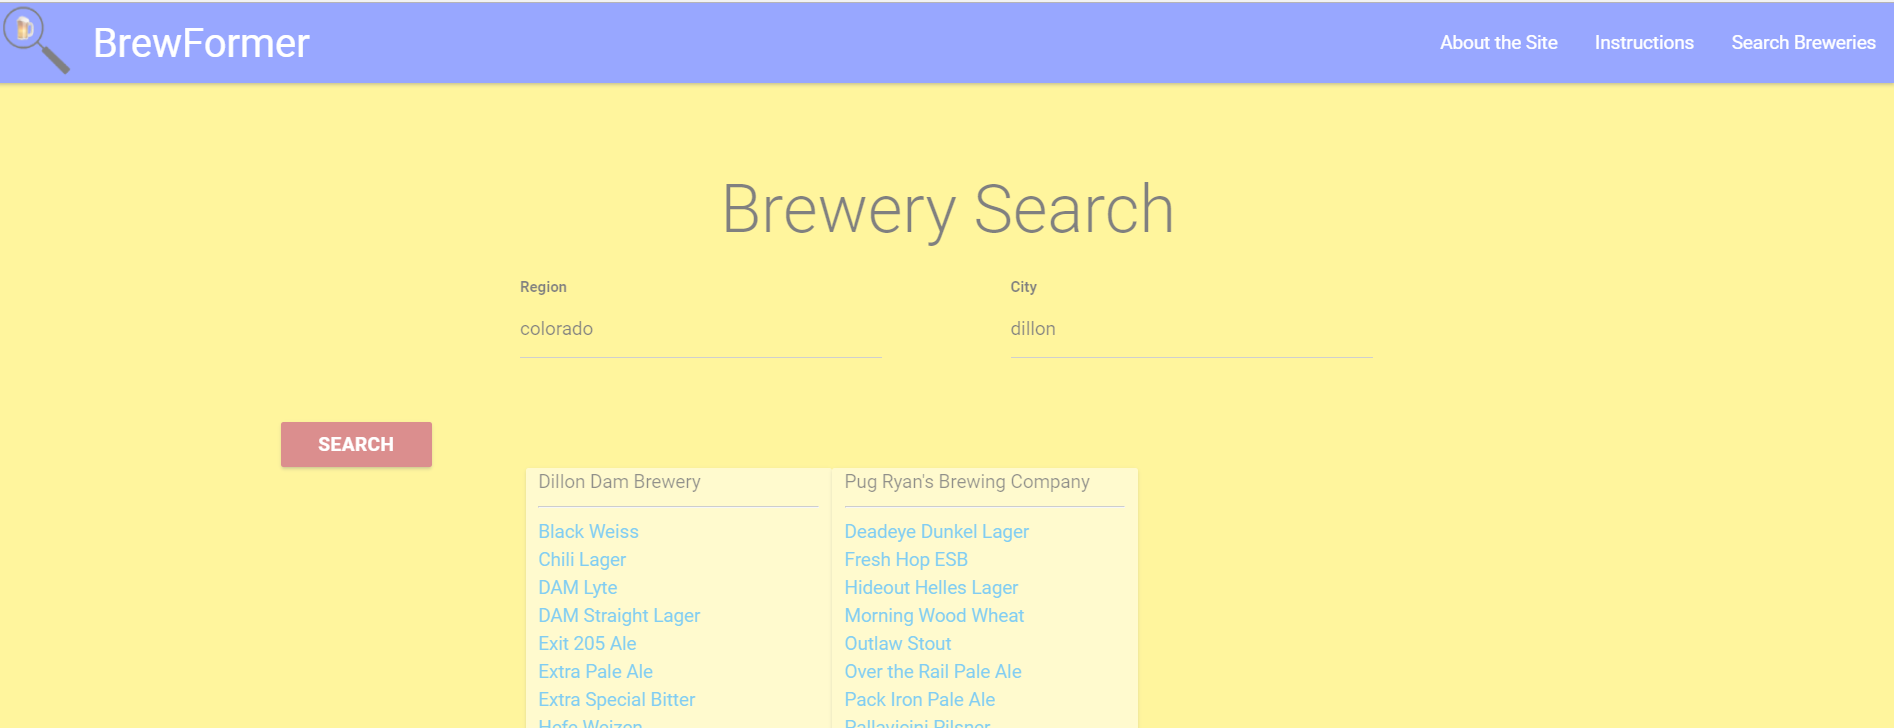 BrewFormer
About the Site
Instructions
Search Breweries
Brewery Search
Region
City
colorado
dillon
SEARCH
Dillon Dam Brewery
Black Weiss
Chili Lager
DAM Lyte
DAM Straight Lager
Exit 205 Ale
Extra Pale Ale
Extra Special Bitter
Hefe Weizen
Pug Ryan's Brewing Company
Deadeye Dunkel Lager
Fresh Hop ESB
Hideout Helles Lager
Morning Wood Wheat
Outlaw Stout
Over the Rail Pale Ale
Pack Iron Pale Ale
Pallavicini Pilsner